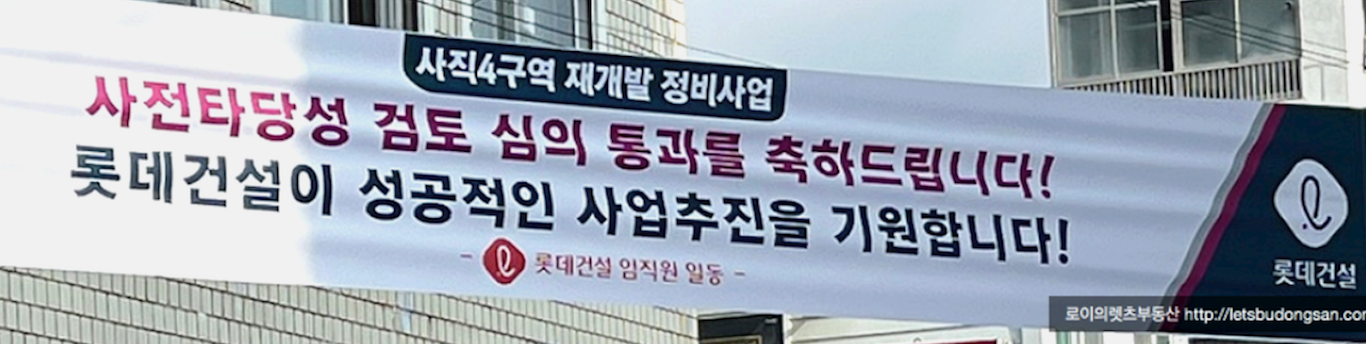 사직4구역 재개발 정비사업
사전타당성 검토 심의 통과를 축하드립니다!
롯데건설이 성공적인 사업추진을 기원합니다!
- 롯데건설 임직원 일동 -
롯데건설
로이의렛츠부동산 http://letsbudongsan.com